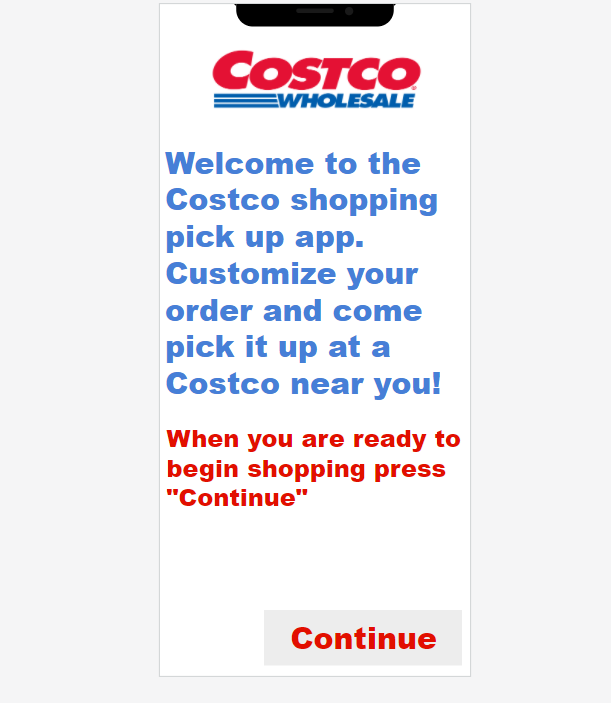 COSTCO
WHOLESALE
Welcome to the
Costco shopping
pick up app.
Customize your
order and come
pick it up at a
Costco near you!
When you are ready to
begin shopping press
"Continue"
Continue